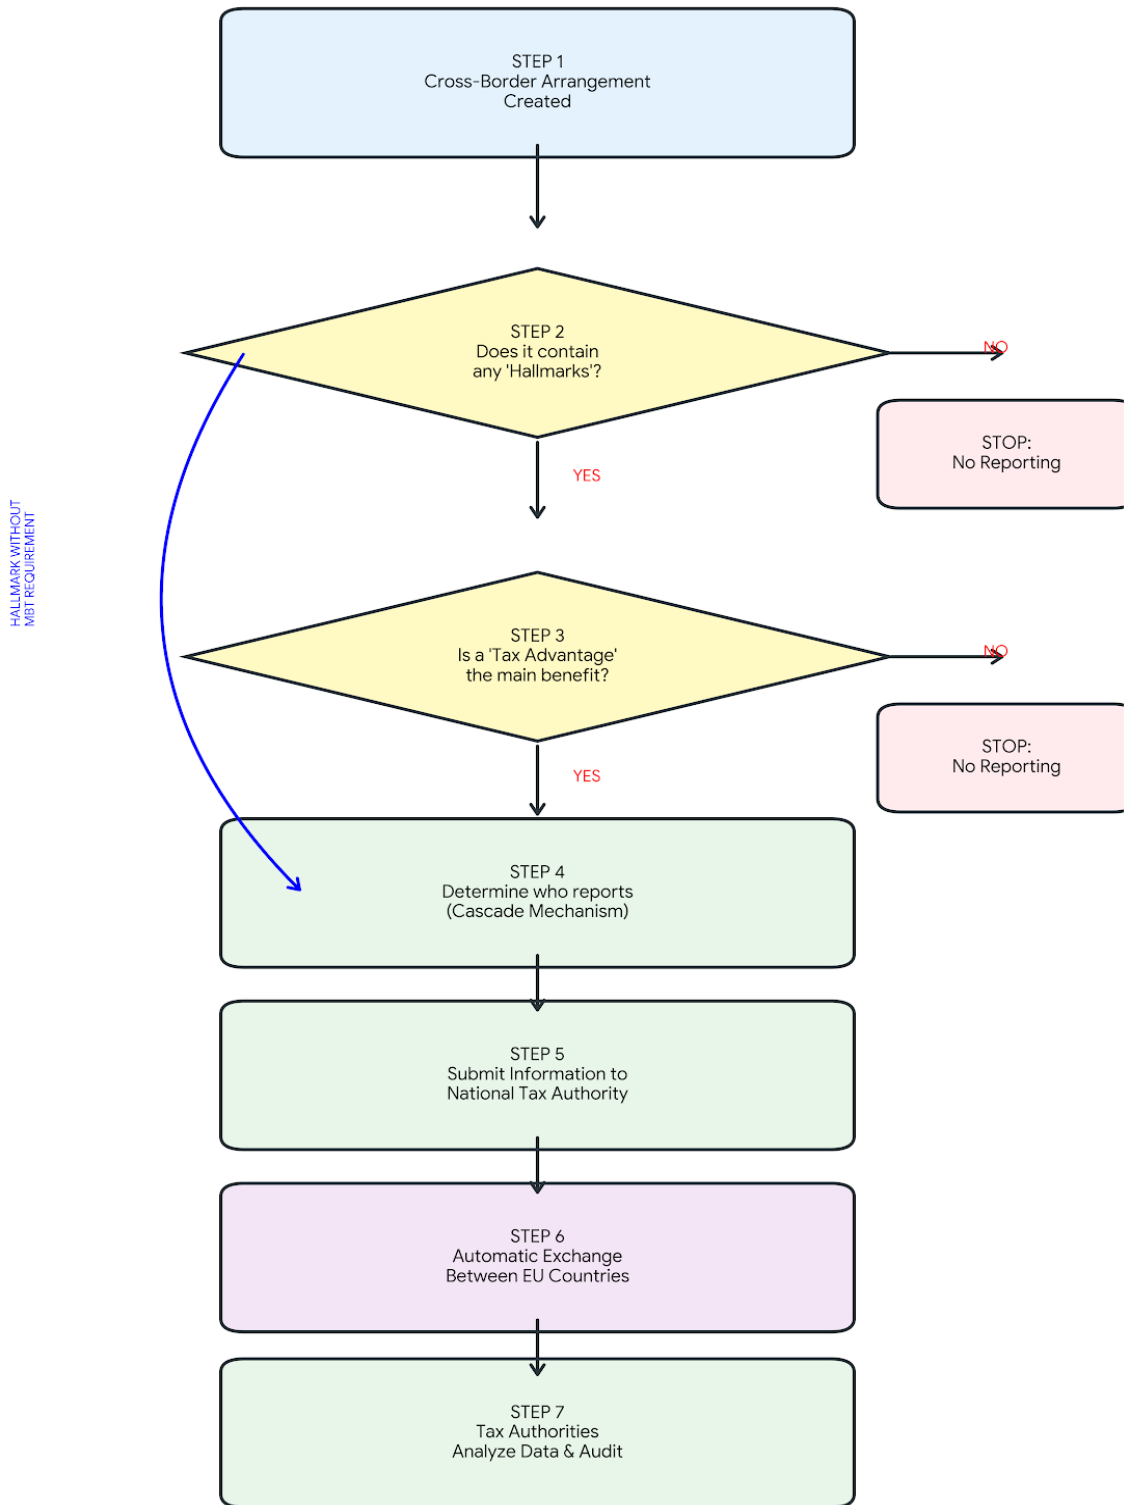 STEP 1
Cross-Border Arrangement
Created
STEP 2
Does it contain
any 'Hallmarks'?
NO
STOP:
No Reporting
YES
HALLMARK WITHOUT
MBT REQUIREMENT
STEP 3
Is a 'Tax Advantage'
the main benefit?
NO
STOP:
No Reporting
YES
STEP 4
Determine who reports
(Cascade Mechanism)
STEP 5
Submit Information to
National Tax Authority
STEP 6
Automatic Exchange
Between EU Countries
STEP 7
Tax Authorities
Analyze Data & Audit